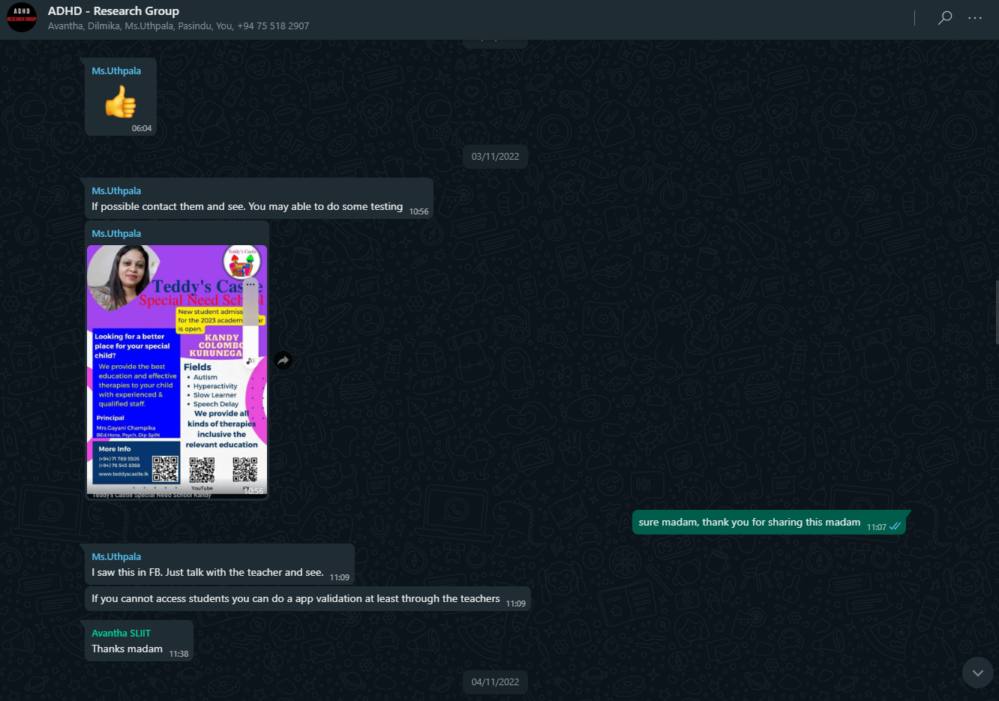 ADHD
RESEARCH GROUP
ADHD - Research Group
Avantha, Dilmika, Ms.Uthpala, Pasindu, You, +94 75 518 2907
Ms.Uthpala
06:04
03/11/2022
Ms.Uthpala
If possible contact them and see. You may able to do some testing 10:56
Ms.Uthpala
Teddy's Castle
Teddy's Cas e
Special Need Sch l
New student admiss
for the 2023 academ ar
is open.
KANDY
COLOMBO
KURUNEGA
Looking for a better
place for your special
child?
We provide the best
education and effective
therapies to your child
with experienced &
qualified staff.
Principal
Mrs.Gayani Champika
BEd.Hons, Psych, Dip SplN
Fields
• Autism
• Hyperactivity
• Slow Learner
• Speech Delay
We provide all
kinds of therapies
inclusive the
relevant education
More Info
(+94) 71 789 5505
(+94) 76 545 8368
www.teddyscastle.lk
YouTube
10:56
Teddy's Castle Special Need School Kandy
sure madam, thank you for sharing this madam 11:07
Ms.Uthpala
I saw this in FB. Just talk with the teacher and see. 11:09
If you cannot access students you can do a app validation at least through the teachers 11:09
Avantha SLIIT
Thanks madam 11:38
04/11/2022